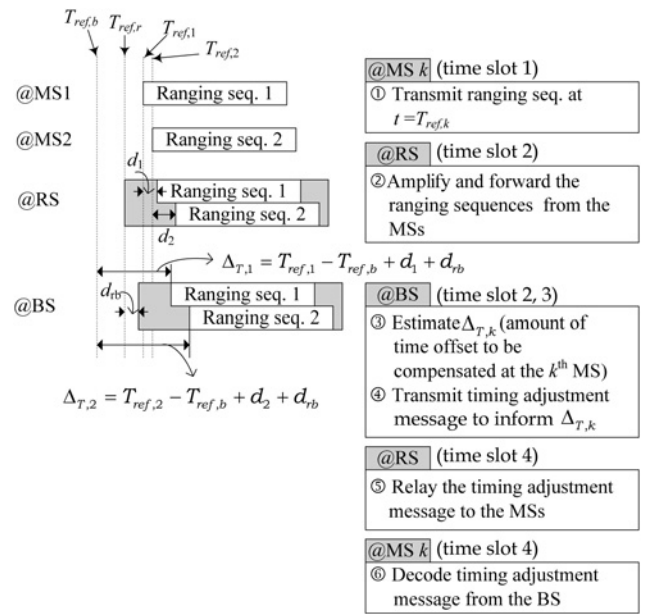 T_{ref,b}
T_{ref,r}
T_{ref,1}
T_{ref,2}
@MS1
Ranging seq. 1
@MS2
Ranging seq. 2
d_1
@RS
Ranging seq. 1
Ranging seq. 2
d_2
Δ_{T,1} = T_{ref,1} − T_{ref,b} + d_1 + d_{rb}
d_{rb}
@BS
Ranging seq. 1
Ranging seq. 2
Δ_{T,2} = T_{ref,2} − T_{ref,b} + d_2 + d_{rb}
@MS k (time slot 1)
① Transmit ranging seq. at
t =T_{ref,k}
@RS (time slot 2)
②Amplify and forward the
ranging sequences from the
MSs
@BS (time slot 2, 3)
③ Estimate Δ_{T,k} (amount of
time offset to be
compensated at the k^{th} MS)
④ Transmit timing adjustment
message to inform Δ_{T,k}
@RS (time slot 4)
⑤ Relay the timing adjustment
message to the MSs
@MS k (time slot 4)
⑥ Decode timing adjustment
message from the BS